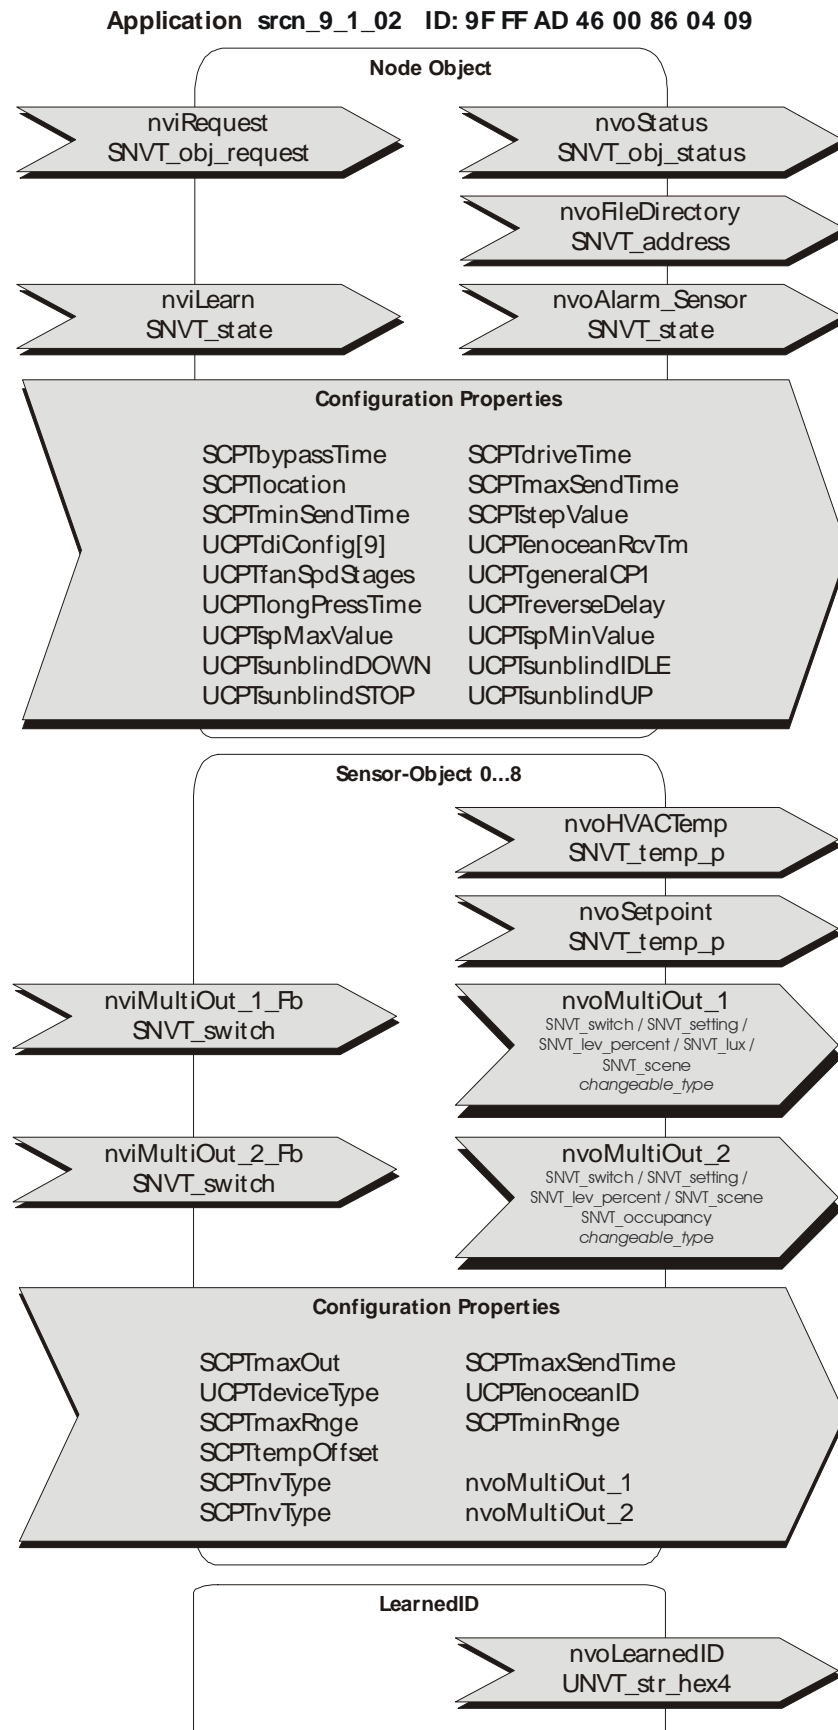 Application srcn_9_1_02 ID: 9F FF AD 46 00 86 04 09
Node Object
nviRequest
SNVT_obj_request
nvoStatus
SNVT_obj_status
nvoFileDirectory
SNVT_address
nviLearn
SNVT_state
nvoAlarm_Sensor
SNVT_state
Configuration Properties
SCPTbypassTime SCPTdriveTime
SCPTlocation SCPTmaxSendTime
SCPTminSendTime SCPTstepValue
UCPTdiConfig[9] UCPTenoceanRcvTm
UCPTfanSpdStages UCPTgeneralCP1
UCPTlongPressTime UCPTreverseDelay
UCPTspMaxValue UCPTspMinValue
UCPTsunblindDOWN UCPTsunblindIDLE
UCPTsunblindSTOP UCPTsunblindUP
Sensor-Object 0...8
nvoHVACTemp
SNVT_temp_p
nvoSetpoint
SNVT_temp_p
nviMultiOut_1_Fb
SNVT_switch
nvoMultiOut_1
SNVT_switch / SNVT_setting /
SNVT_lev_percent / SNVT_lux /
SNVT_scene
changeable_type
nviMultiOut_2_Fb
SNVT_switch
nvoMultiOut_2
SNVT_switch / SNVT_setting /
SNVT_lev_percent / SNVT_scene
SNVT_occupancy
changeable_type
Configuration Properties
SCPTmaxOut SCPTmaxSendTime
UCPTdeviceType UCPTenoceanID
SCPTmaxRnge SCPTminRnge
SCPTtempOffset
SCPTnvType nvoMultiOut_1
SCPTnvType nvoMultiOut_2
LearnedID
nvoLearnedID
UNVT_str_hex4